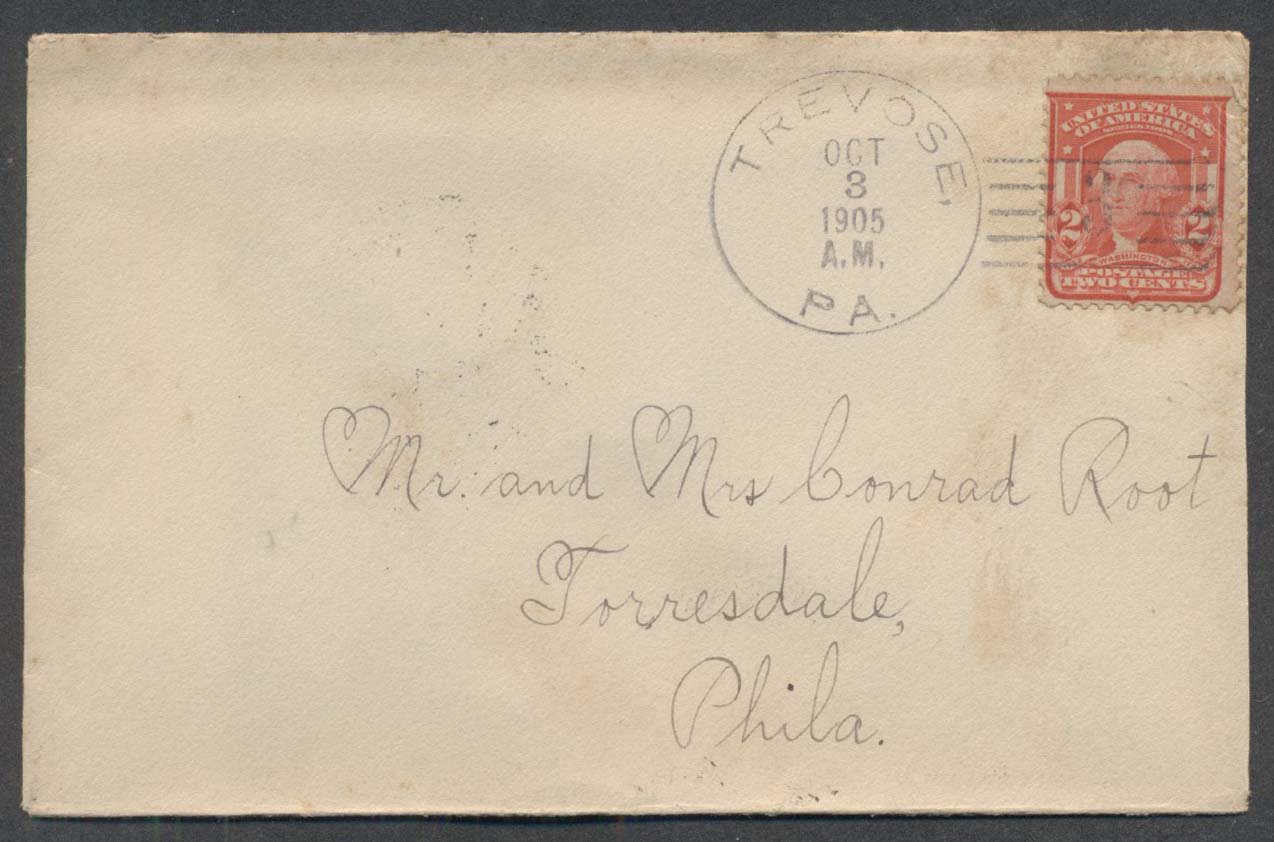 TREVOSE,
OCT
3
1905
A.M.
PA.
UNITED STATES
OF AMERICA
2 2
WASHINGTON
POSTAGE
TWO CENTS
Mr. and Mrs Conrad Root
Torresdale,
Phila.